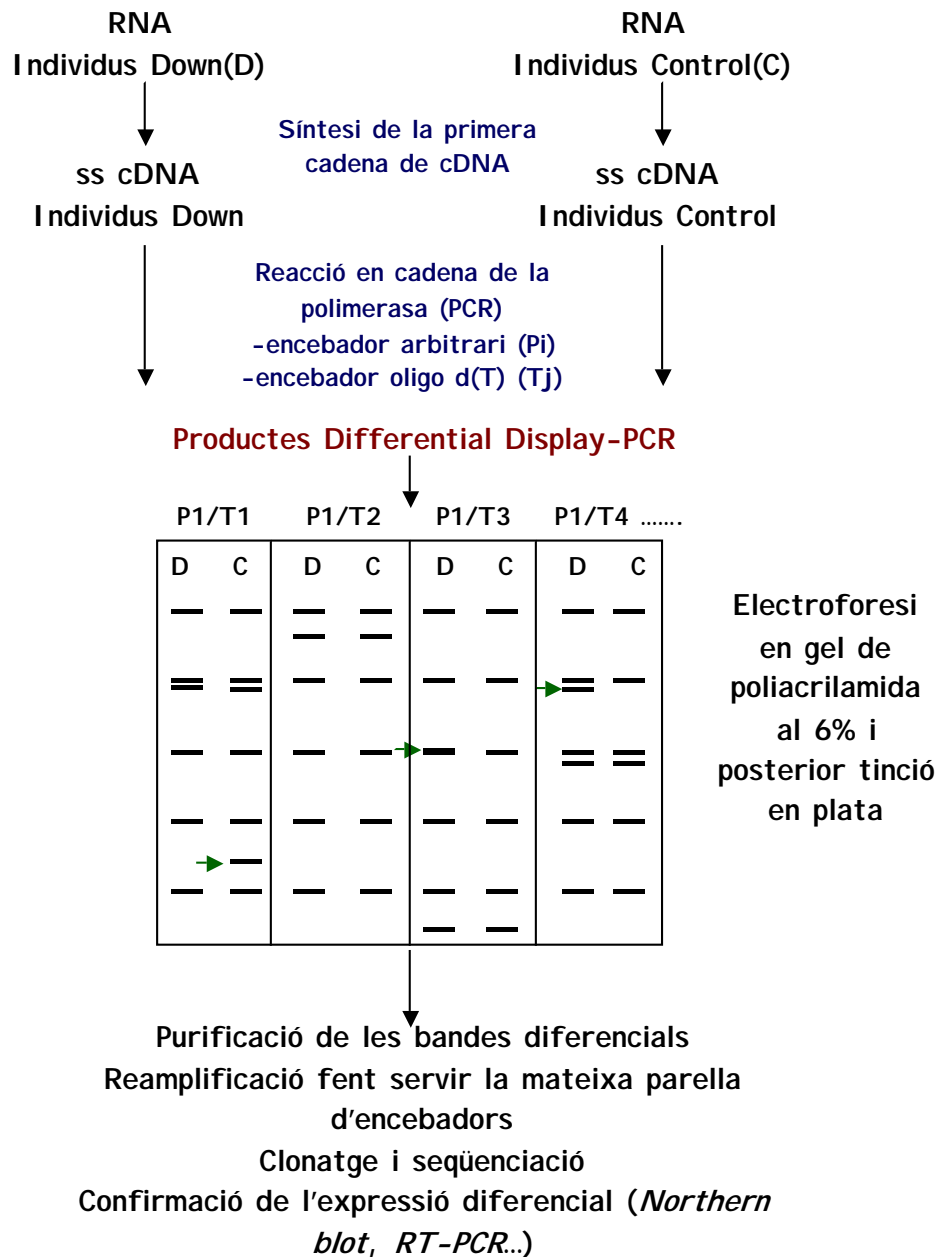 RNA
Individus Down(D)
RNA
Individus Control(C)
Síntesi de la primera
cadena de cDNA
ss cDNA
Individus Down
ss cDNA
Individus Control
Reacció en cadena de la
polimerasa (PCR)
-encebador arbitrari (Pi)
-encebador oligo d(T) (Tj)
Productes Differential Display-PCR
P1/T1 P1/T2 P1/T3 P1/T4 .......
D C D C D C D C
Electroforesi
en gel de
poliacrilamida
al 6% i
posterior tinció
en plata
Purificació de les bandes diferencials
Reamplificació fent servir la mateixa parella
d'encebadors
Clonatge i seqüenciació
Confirmació de l'expressió diferencial (Northern
blot, RT-PCR...)